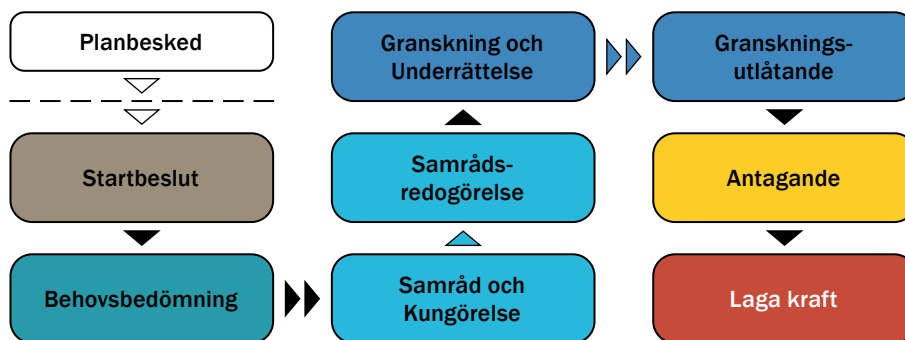 Planbesked
Startbeslut
Behovsbedömning
Samråd och
Kungörelse
Samråds-
redogörelse
Granskning och
Underrättelse
Gransknings-
utlåtande
Antagande
Laga kraft